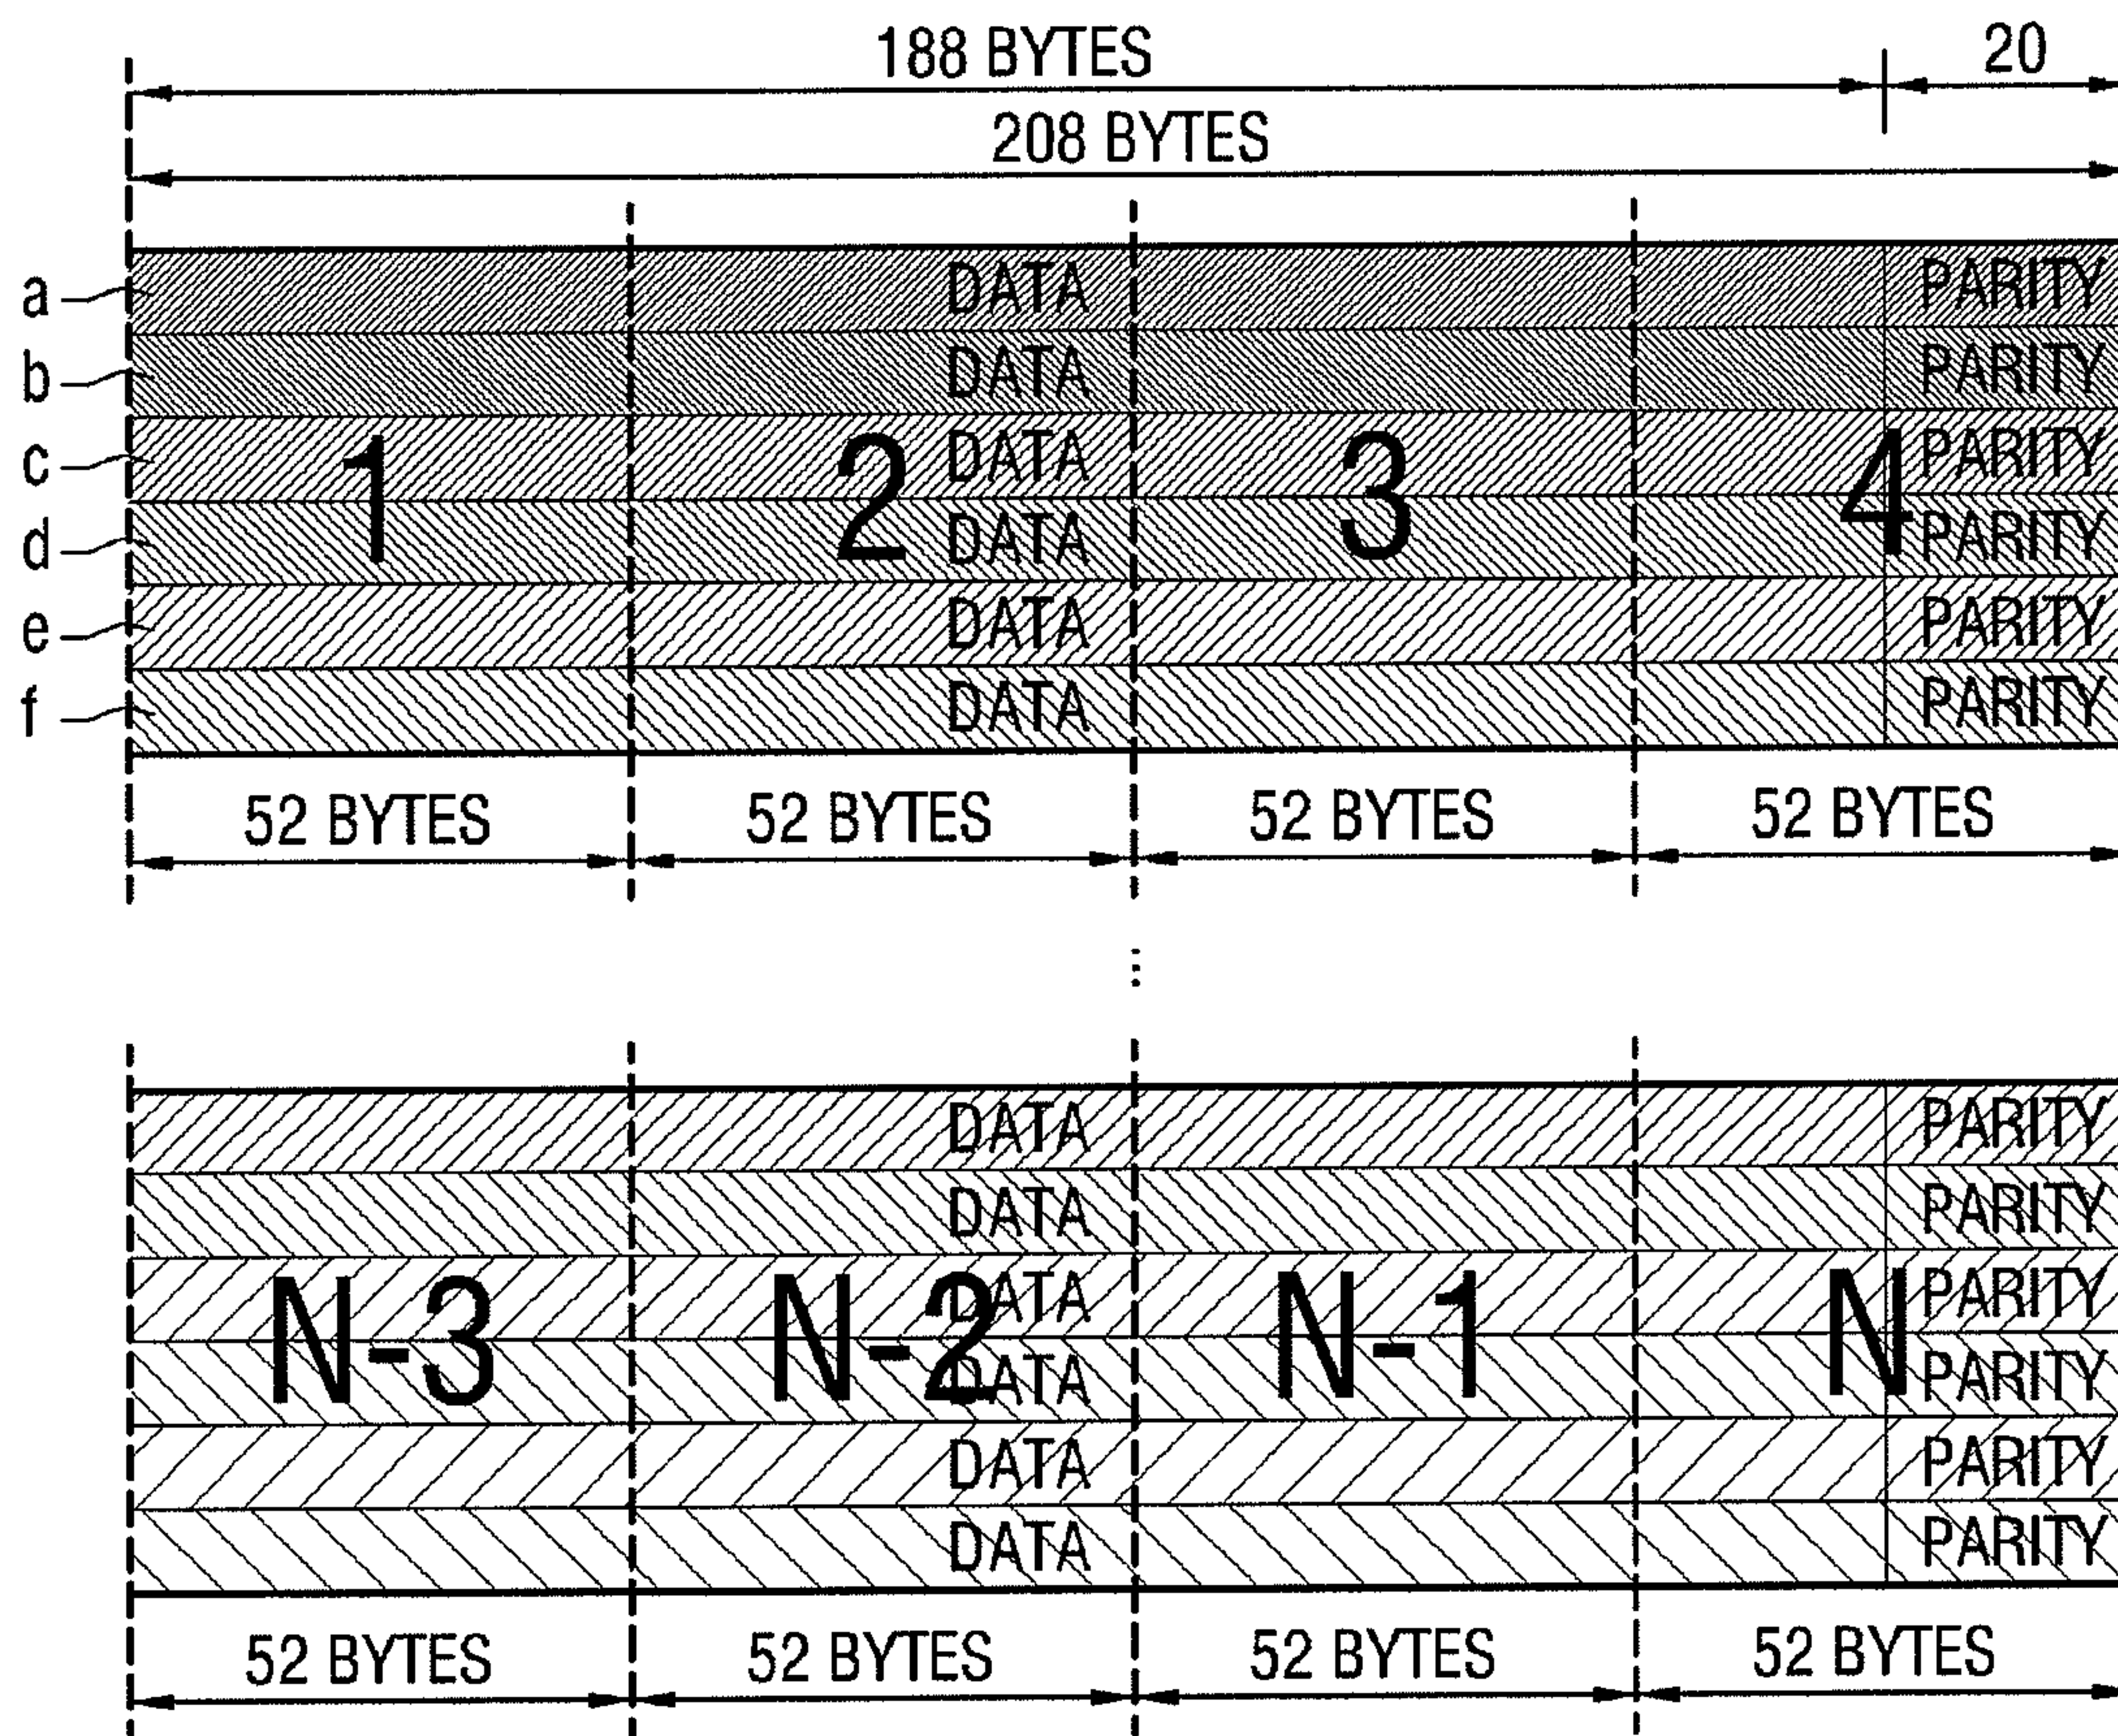 188 BYTES 20
208 BYTES
a DATA PARITY
b DATA PARITY
c DATA PARITY
1 2 3 4
d DATA PARITY
e DATA PARITY
f DATA PARITY
52 BYTES 52 BYTES 52 BYTES 52 BYTES
DATA PARITY
DATA PARITY
DATA PARITY
N-3 N-2 N-1 N
DATA PARITY
DATA PARITY
DATA PARITY
52 BYTES 52 BYTES 52 BYTES 52 BYTES